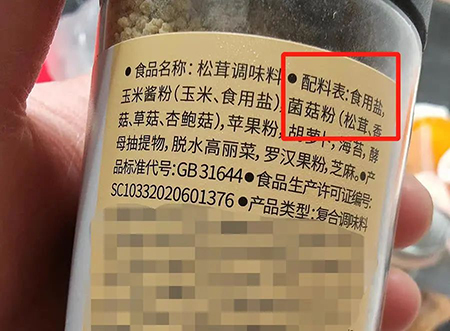 ●食品名称:松茸调味料●配料表:食用盐,
玉米酱粉(玉米、食用盐),菌菇粉(松茸、香
菇、草菇、杏鲍菇),苹果粉,胡萝卜,海苔,酵
母抽提物,脱水高丽菜,罗汉果粉,芝麻。●产
品标准代号:GB31644●食品生产许可证编号:
SC10332020601376●产品类型:复合调味料